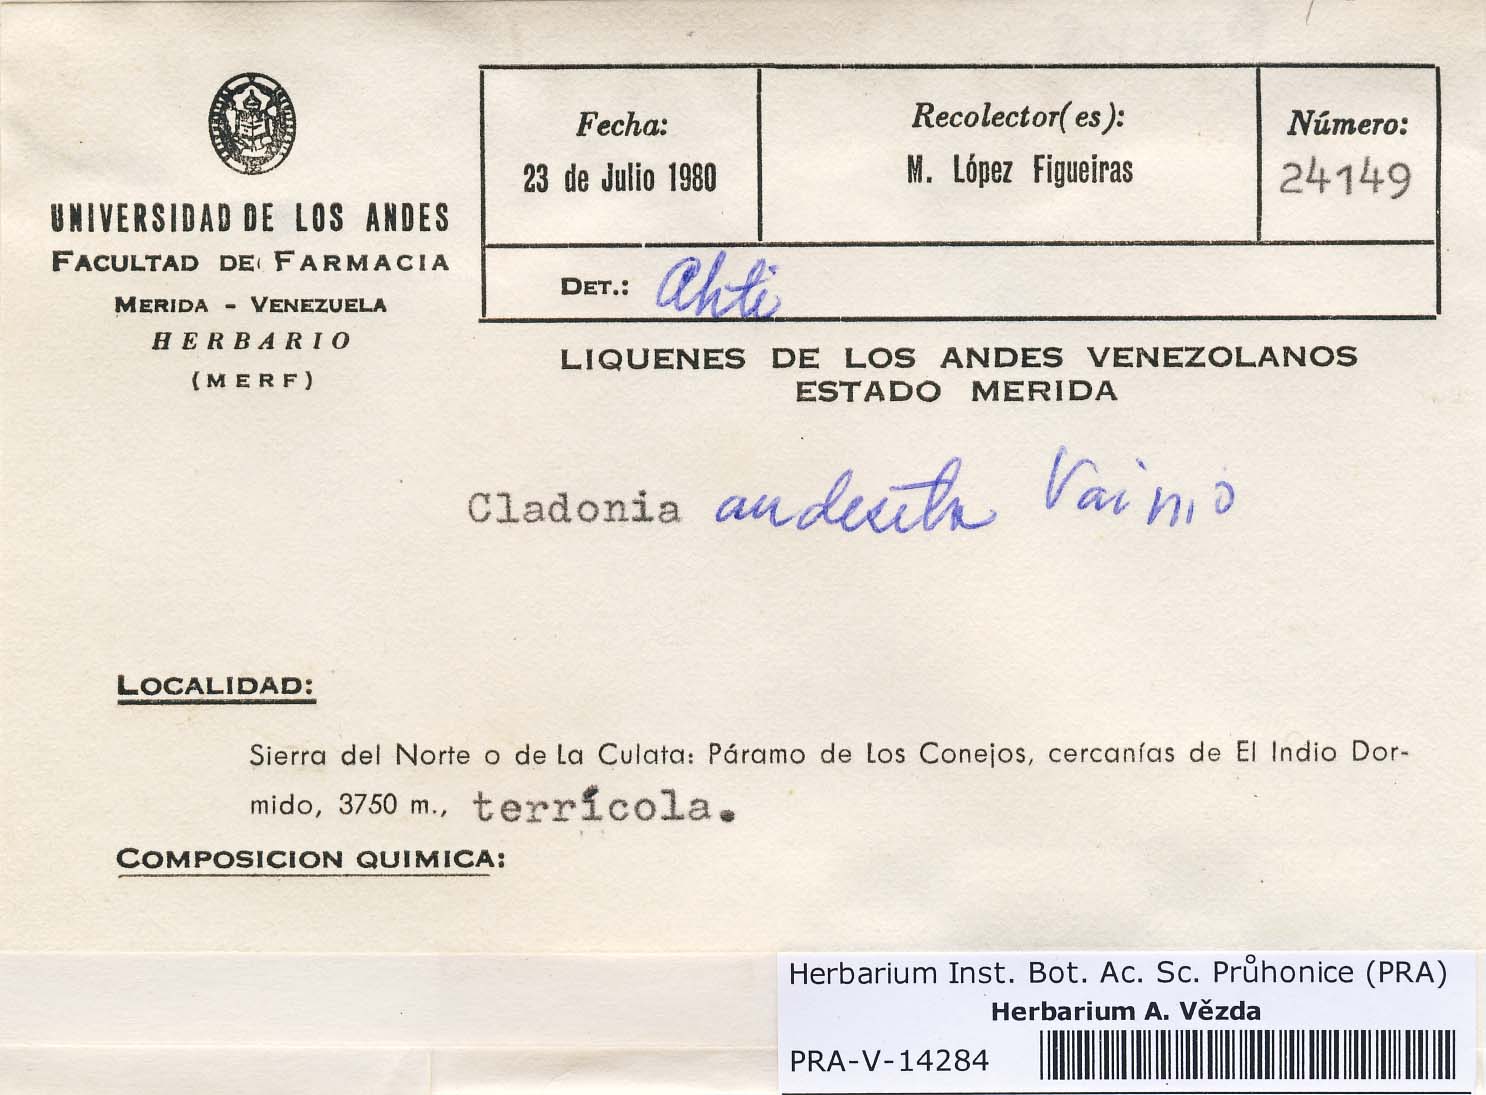 UNIVERSIDAD DE LOS ANDES
FACULTAD DE FARMACIA
MERIDA - VENEZUELA
HERBARIO
(MERF)
Fecha:
23 de Julio 1980
Recolector(es):
M. López Figueiras
Número:
24149
DET.: Ahti
LIQUENES DE LOS ANDES VENEZOLANOS
ESTADO MERIDA
Cladonia andesita Vainio
LOCALIDAD:
Sierra del Norte o de La Culata: Páramo de Los Conejos, cercanías de El Indio Dor-
mido, 3750 m., terrícola.
COMPOSICION QUIMICA:
Herbarium Inst. Bot. Ac. Sc. Průhonice (PRA)
Herbarium A. Vězda
PRA-V-14284